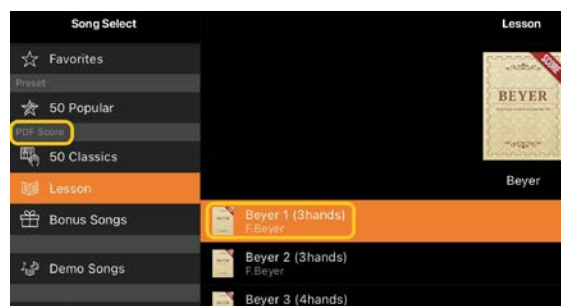 Song Select
Favorites
Preset
50 Popular
PDF Score
50 Classics
Lesson
Bonus Songs
Demo Songs
Lesson
SCORE
BEYER
Beyer
Beyer 1 (3hands)
F.Beyer
Beyer 2 (3hands)
F.Beyer
Beyer 3 (4hands)